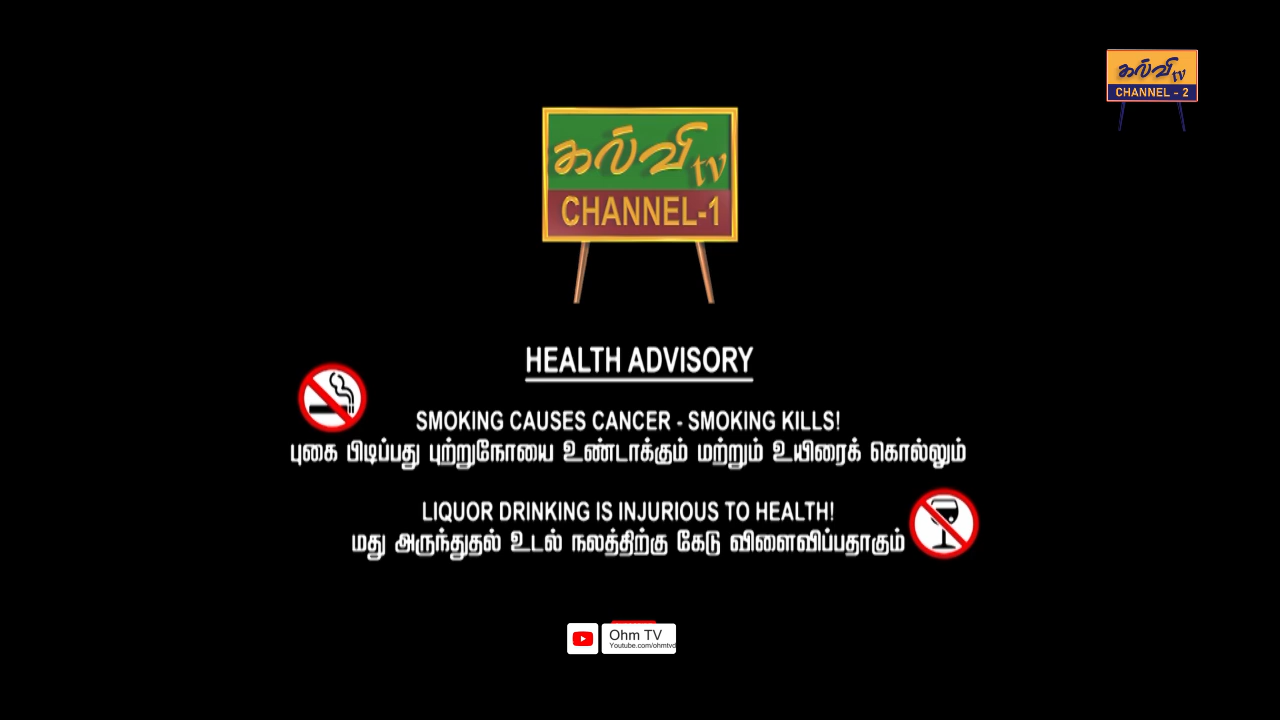 கல்வி tv
CHANNEL - 2
கல்வி tv
CHANNEL-1
HEALTH ADVISORY
SMOKING CAUSES CANCER - SMOKING KILLS!
புகை பிடிப்பது புற்றுநோயை உண்டாக்கும் மற்றும் உயிரைக் கொல்லும்
LIQUOR DRINKING IS INJURIOUS TO HEALTH!
மது அருந்துதல் உடல் நலத்திற்கு கேடு விளைவிப்பதாகும்
Ohm TV
Youtube.com/ohmtvd